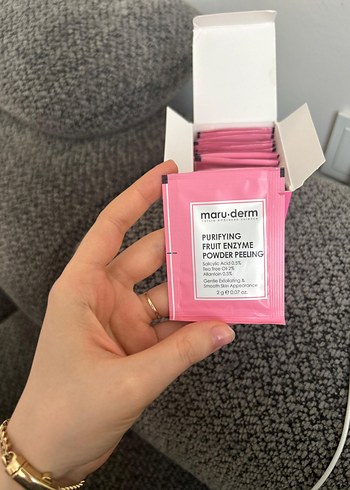 maru·derm
PURIFYING
FRUIT ENZYME
POWDER PEELING
Salicylic Acid 0.5%
Tea Tree Oil 1%
Allantoin 0.5%
Gentle Exfoliating &
Smooth Skin Appearance
2 g ℮ 0.07 oz.